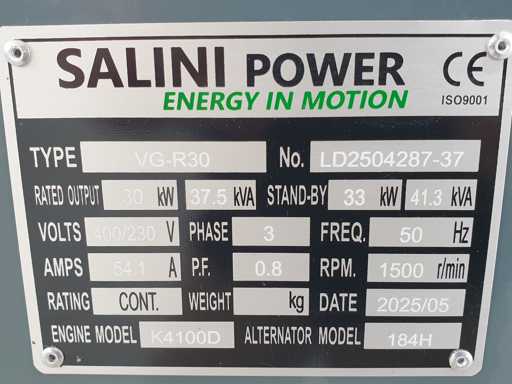 SALINI POWER CE
ENERGY IN MOTION ISO9001
TYPE VG-R30 No. LD2504287-37
RATED OUTPUT 30 kW 37.5 kVA STAND-BY 33 kW 41.3 kVA
VOLTS 400/230 V PHASE 3 FREQ. 50 Hz
AMPS 54.1 A P.F. 0.8 RPM. 1500 r/min
RATING CONT. WEIGHT kg DATE 2025/05
ENGINE MODEL K4100D ALTERNATOR MODEL 184H